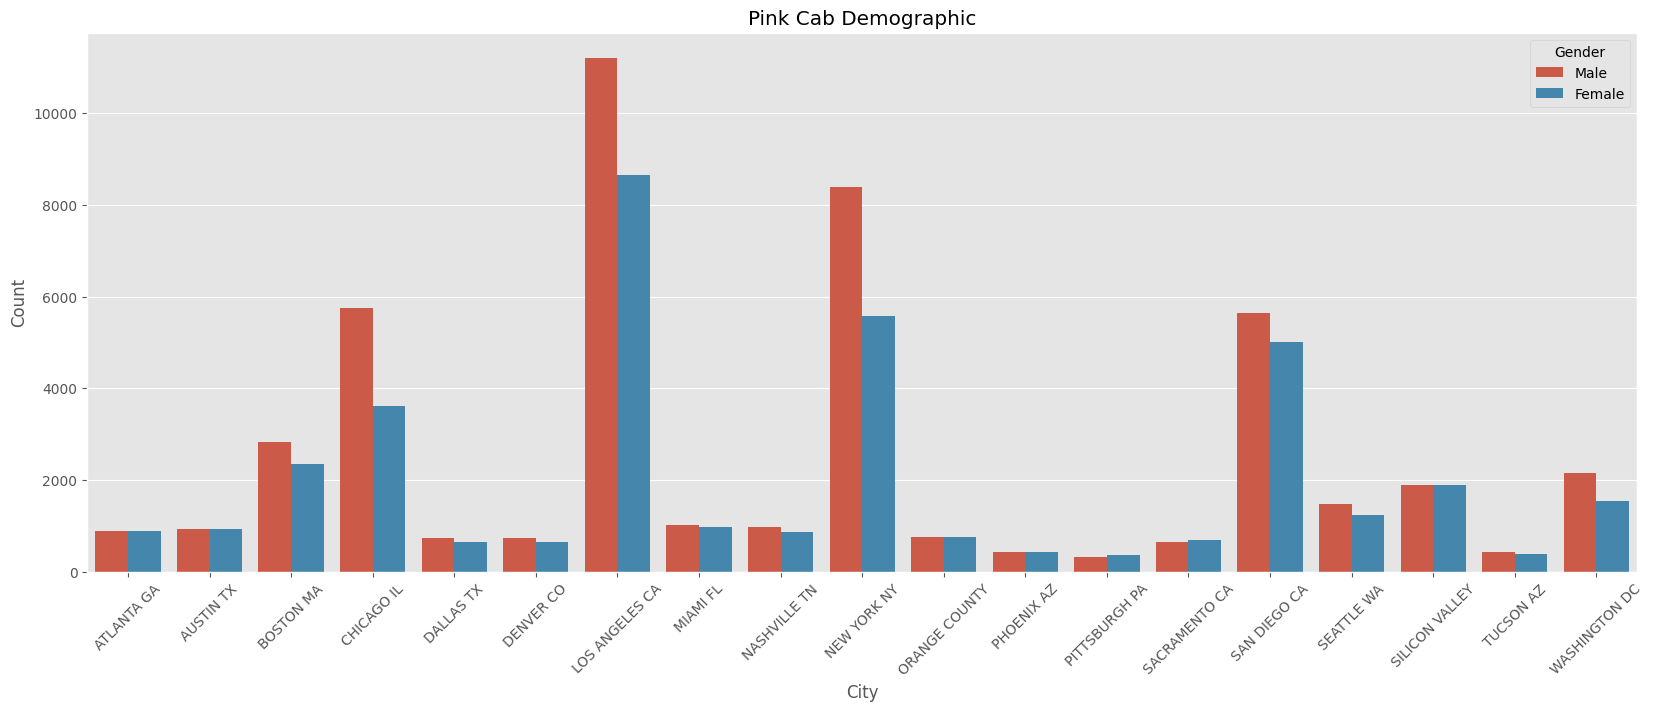 Pink Cab Demographic
Gender
Male
Female
Count
10000
8000
6000
4000
2000
0
ATLANTA GA
AUSTIN TX
BOSTON MA
CHICAGO IL
DALLAS TX
DENVER CO
LOS ANGELES CA
MIAMI FL
NASHVILLE TN
NEW YORK NY
ORANGE COUNTY
PHOENIX AZ
PITTSBURGH PA
SACRAMENTO CA
SAN DIEGO CA
SEATTLE WA
SILICON VALLEY
TUCSON AZ
WASHINGTON DC
City